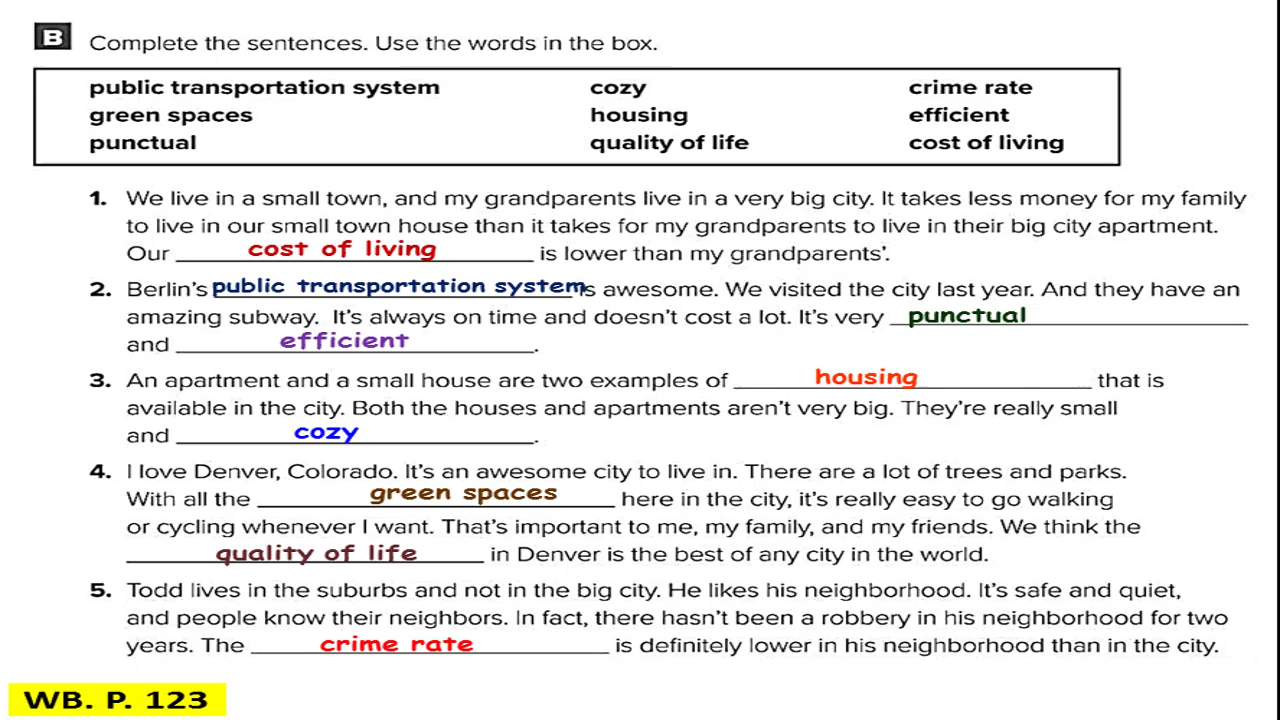 B Complete the sentences. Use the words in the box.
public transportation system cozy crime rate
green spaces housing efficient
punctual quality of life cost of living
1. We live in a small town, and my grandparents live in a very big city. It takes less money for my family
to live in our small town house than it takes for my grandparents to live in their big city apartment.
Our cost of living is lower than my grandparents'.
2. Berlin's public transportation system is awesome. We visited the city last year. And they have an
amazing subway. It's always on time and doesn't cost a lot. It's very punctual
and efficient.
3. An apartment and a small house are two examples of housing that is
available in the city. Both the houses and apartments aren't very big. They're really small
and cozy.
4. I love Denver, Colorado. It's an awesome city to live in. There are a lot of trees and parks.
With all the green spaces here in the city, it's really easy to go walking
or cycling whenever I want. That's important to me, my family, and my friends. We think the
quality of life in Denver is the best of any city in the world.
5. Todd lives in the suburbs and not in the big city. He likes his neighborhood. It's safe and quiet,
and people know their neighbors. In fact, there hasn't been a robbery in his neighborhood for two
years. The crime rate is definitely lower in his neighborhood than in the city.
WB. P. 123